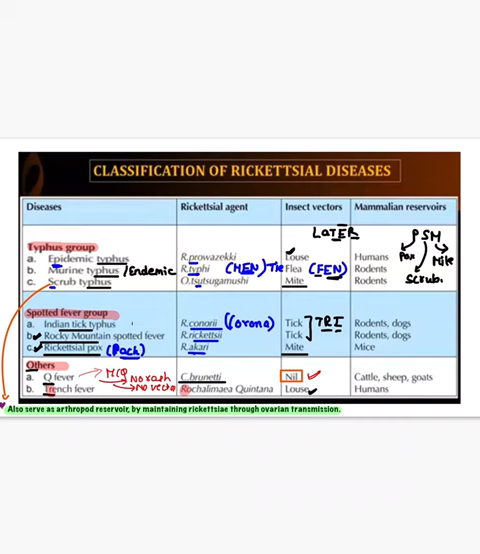 CLASSIFICATION OF RICKETTSIAL DISEASES
Diseases Rickettsial agent Insect vectors Mammalian reservoirs
LATER PSM
Pox Mite
Scrub.
Typhus group
a. Epidemic typhus R.prowazekki Louse Humans
b. Murine typhus /Endemic R.typhi (MEN) Flea (FEN) Rodents
c. Scrub typhus O.tsutsugamushi Mite Rodents
Spotted fever group
a. Indian tick typhus R.conorii (Corona) Tick TRI Rodents, dogs
b. Rocky Mountain spotted fever R.rickettsii Tick Rodents, dogs
c. Rickettsial pox (Pack) R.akari Mite Mice
Others
a. Q fever MCQ No rash C.brunetti Nil Cattle, sheep, goats
b. Trench fever Rochalimaea Quintana Louse Humans
Also serve as arthropod reservoir, by maintaining rickettsiae through ovarian transmission.